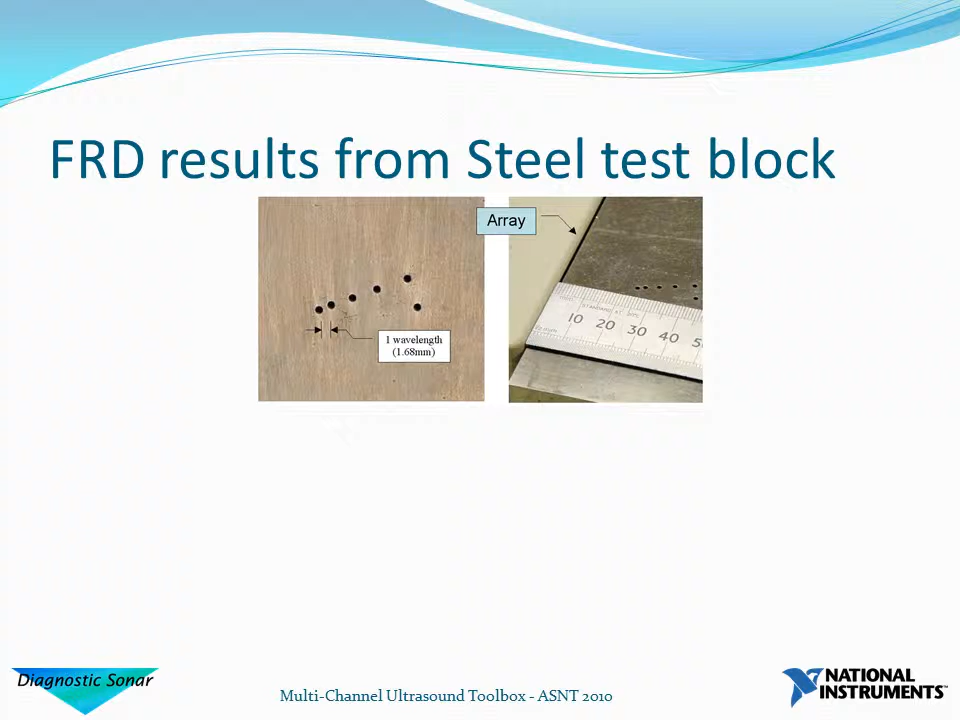 FRD results from Steel test block
Array
10 20 30 40
1 wavelength
(1.68mm)
Diagnostic Sonar
Multi-Channel Ultrasound Toolbox - ASNT 2010
NATIONAL
INSTRUMENTS™